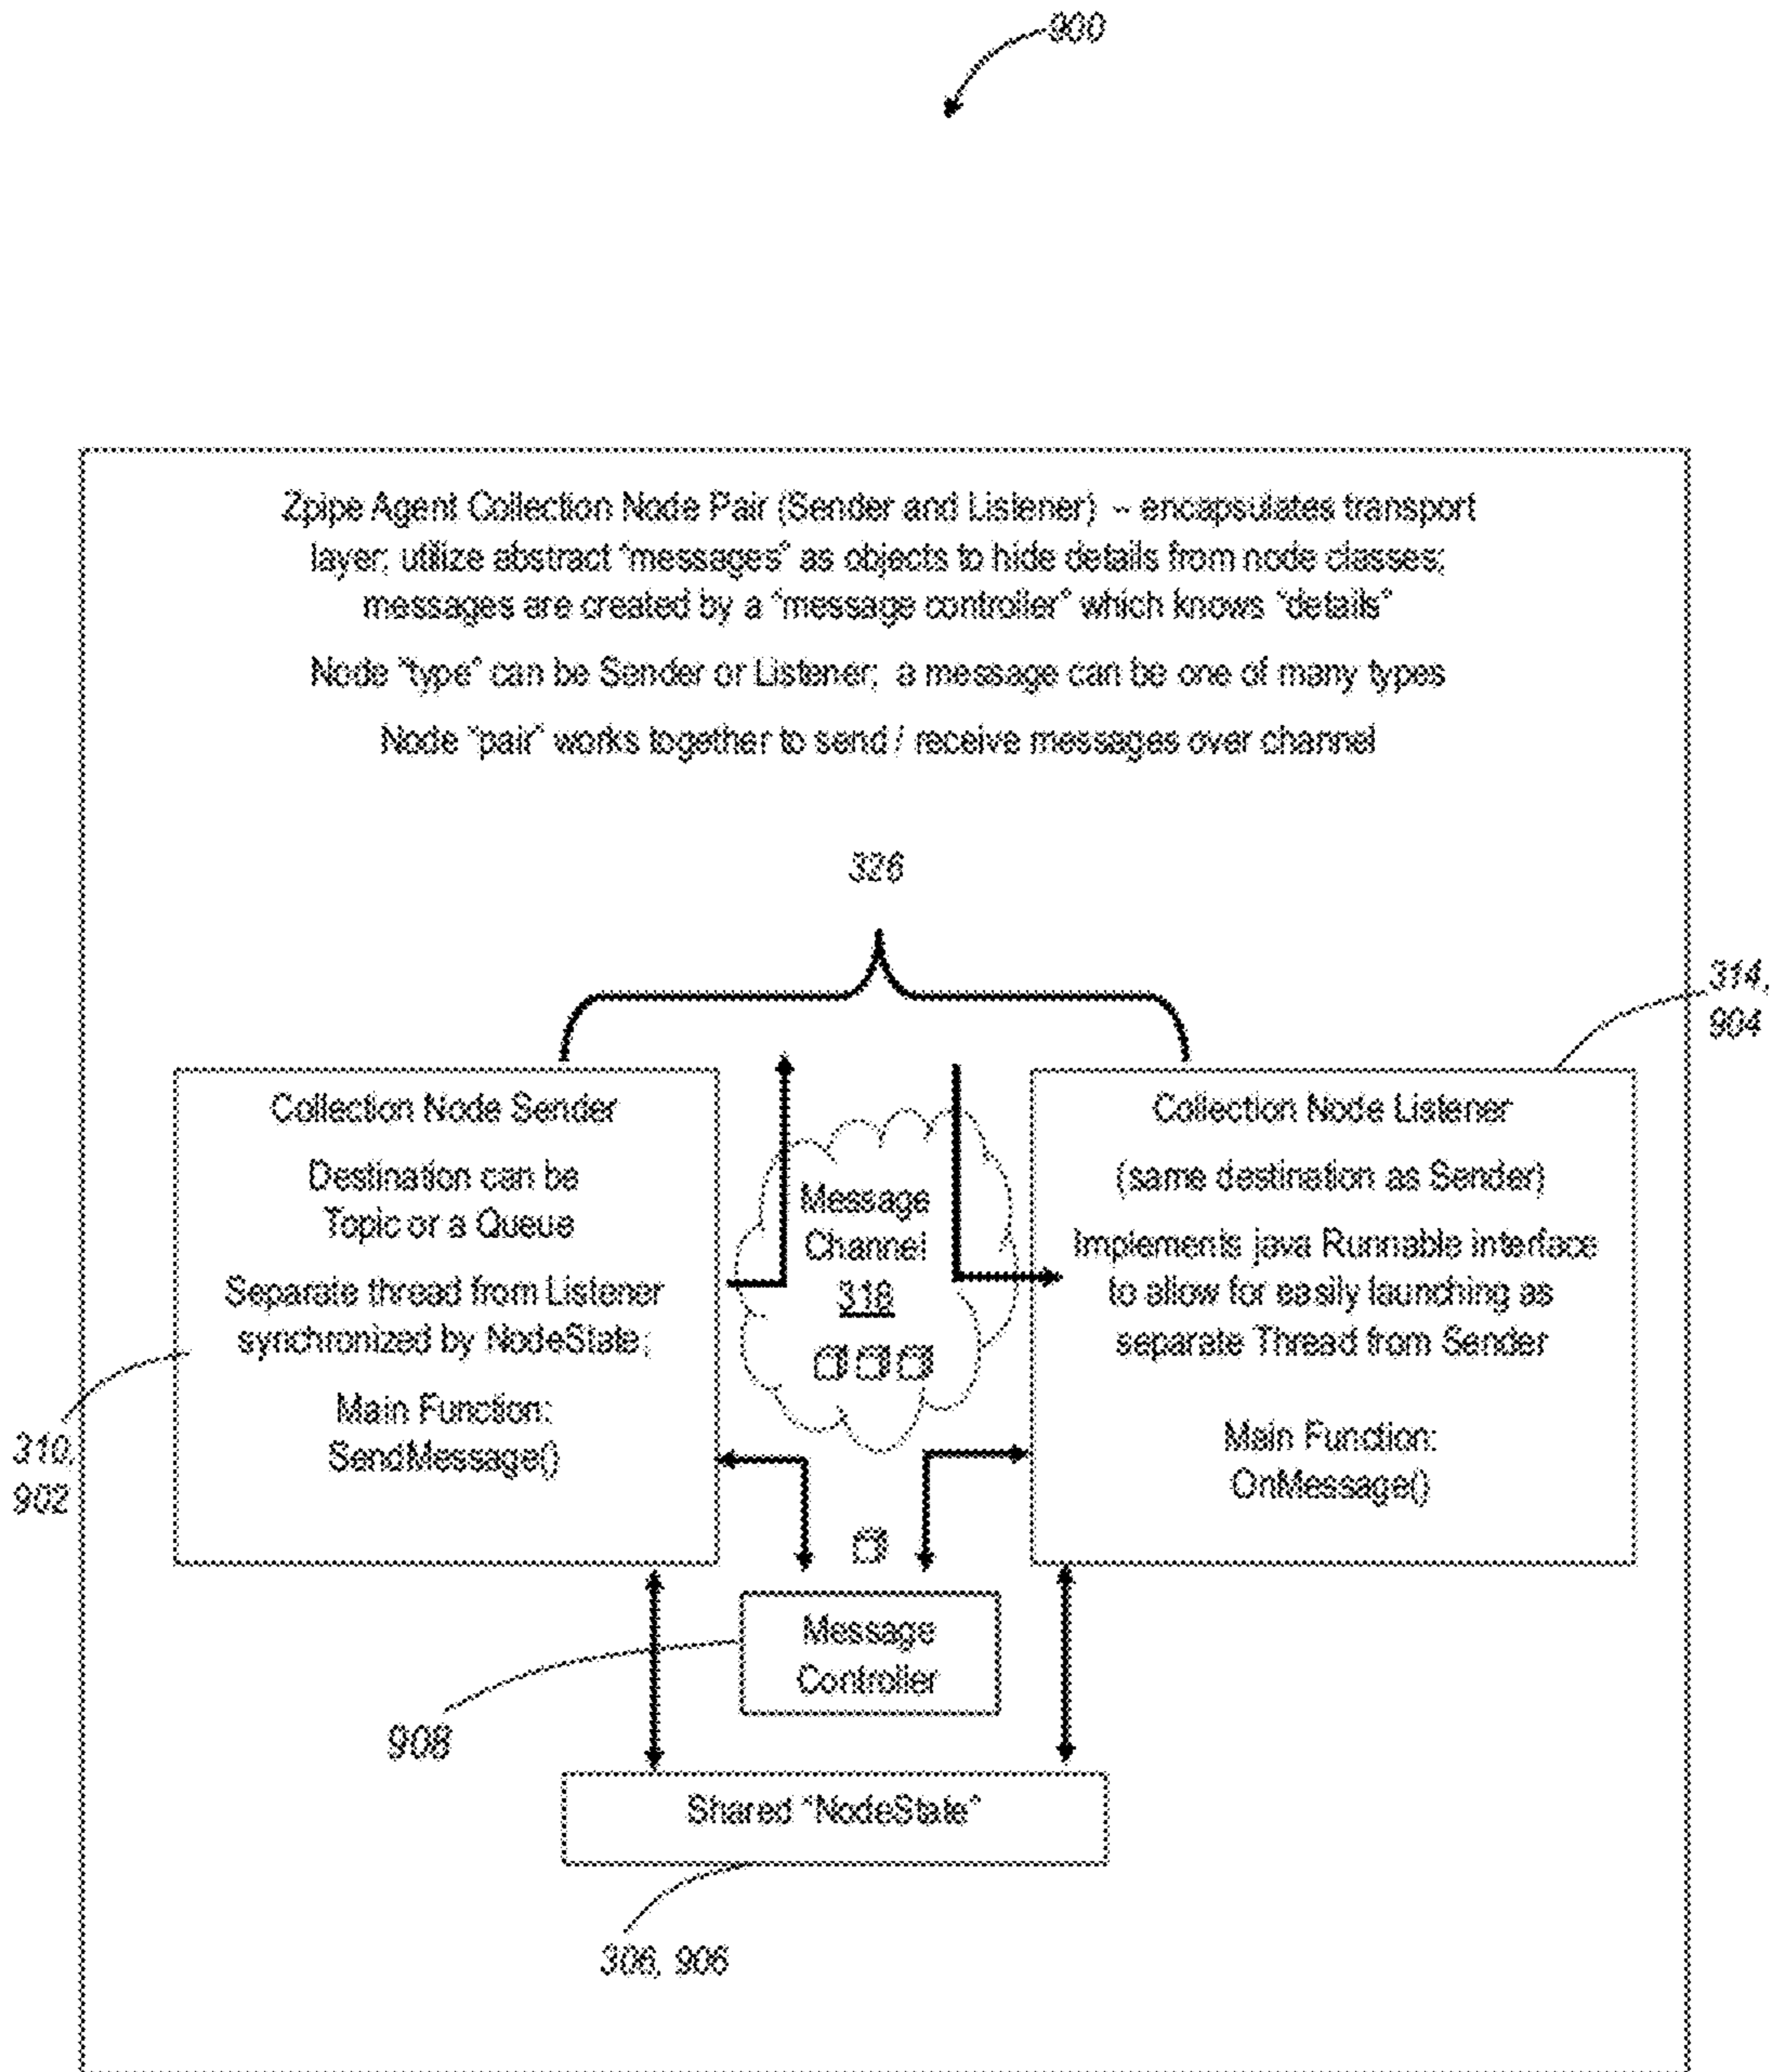 900
Zpipe Agent Collection Node Pair (Sender and Listener) -- encapsulates transport
layer; utilize abstract "messages" as objects to hide details from node classes;
messages are created by a "message controller" which knows "details"
Node "type" can be Sender or Listener; a message can be one of many types
Node "pair" works together to send / receive messages over channel
326
314,
904
Collection Node Sender
Destination can be
Topic or a Queue
Separate thread from Listener
synchronized by NodeState;
Main Function:
SendMessage()
310,
902
Message
Channel
318
Collection Node Listener
(same destination as Sender)
Implements java Runnable interface
to allow for easily launching as
separate Thread from Sender
Main Function:
OnMessage()
Message
Controller
908
Shared "NodeState"
306, 906